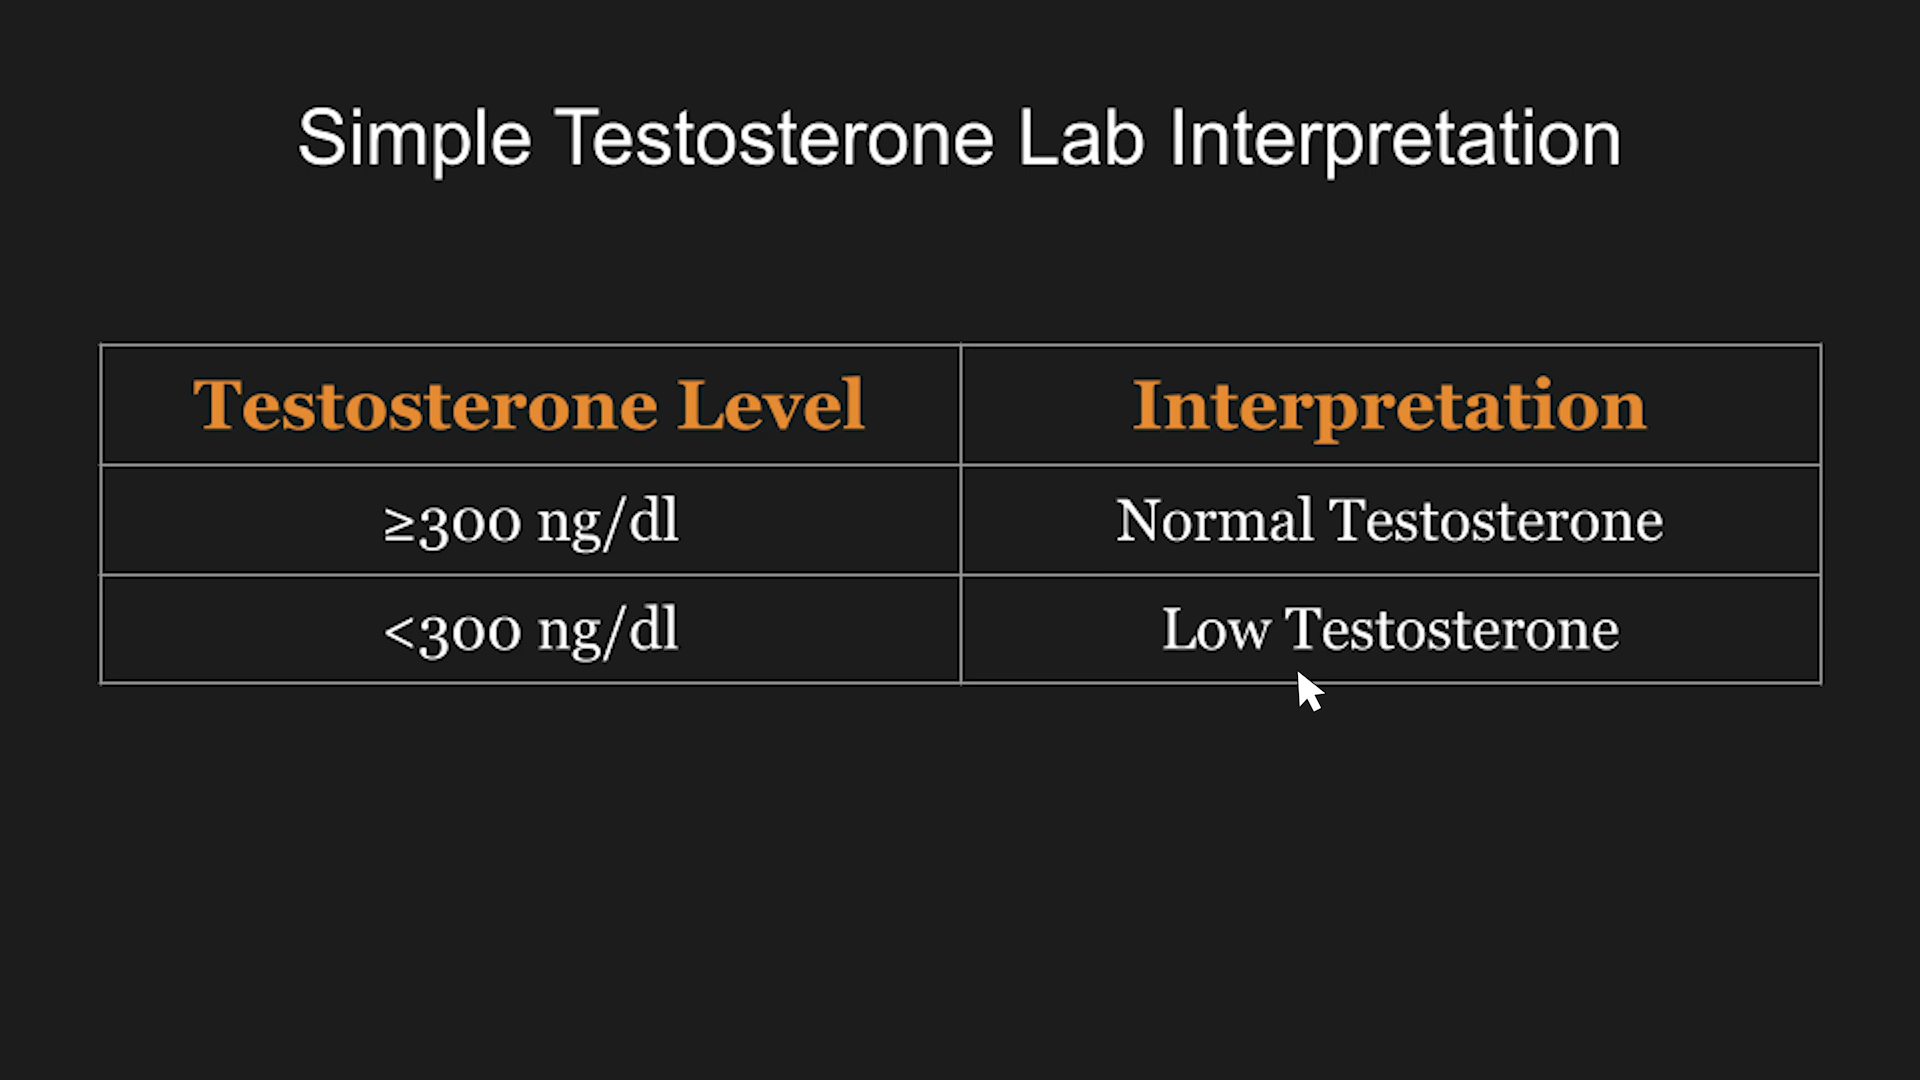 Simple Testosterone Lab Interpretation
Testosterone Level Interpretation
≥300 ng/dl Normal Testosterone
<300 ng/dl Low Testosterone